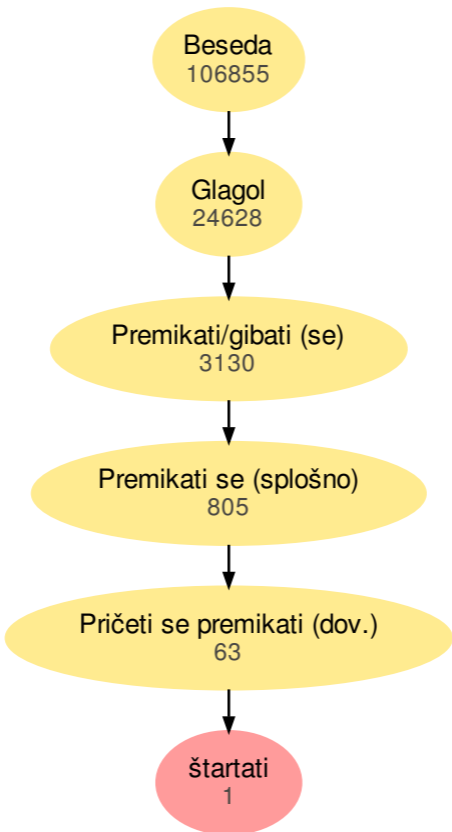 Beseda
106855
Glagol
24628
Premikati/gibati (se)
3130
Premikati se (splošno)
805
Pričeti se premikati (dov.)
63
štartati
1